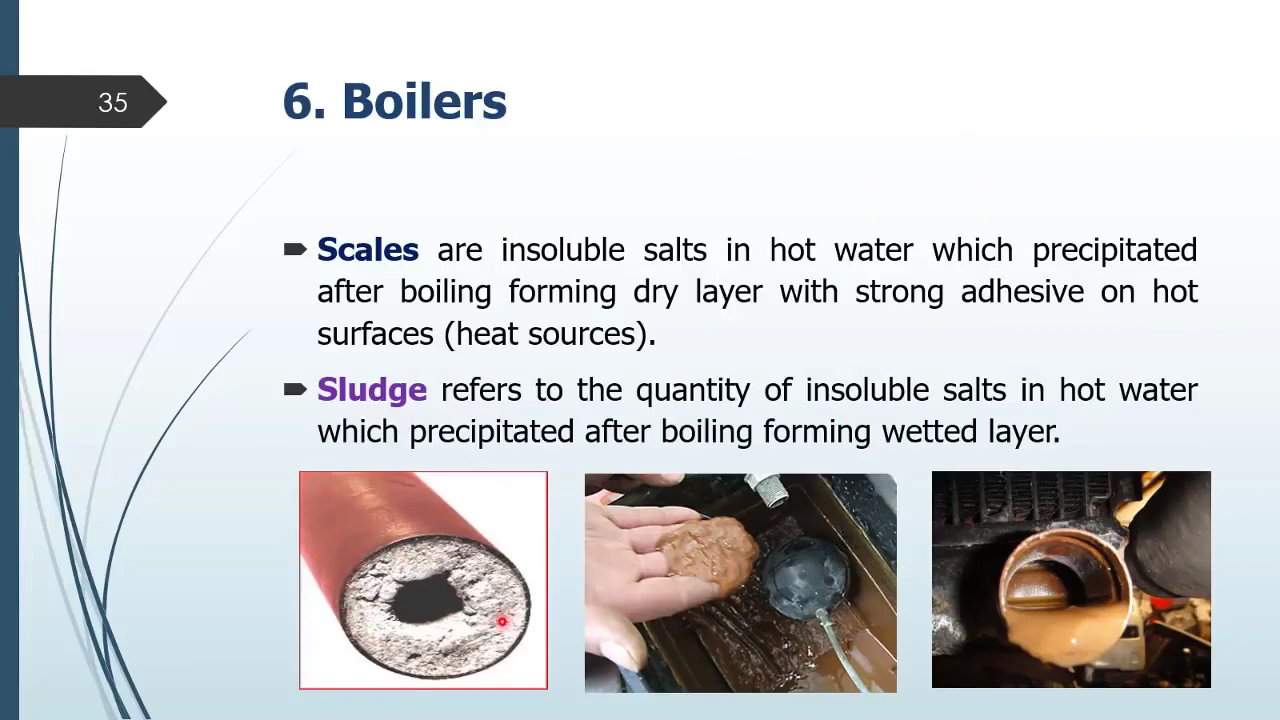 35
6. Boilers
Scales are insoluble salts in hot water which precipitated
after boiling forming dry layer with strong adhesive on hot
surfaces (heat sources).
Sludge refers to the quantity of insoluble salts in hot water
which precipitated after boiling forming wetted layer.